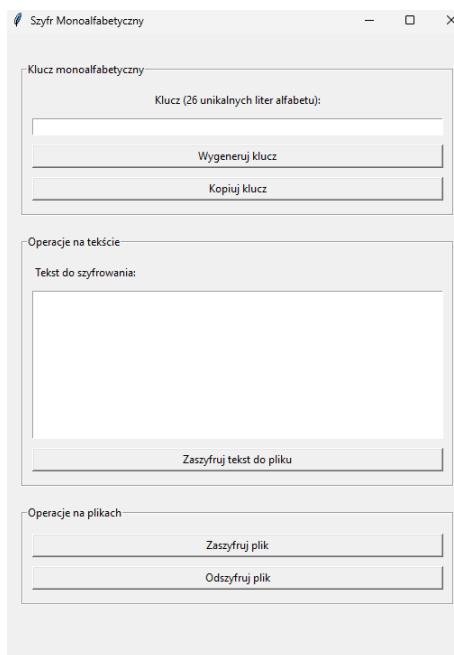 Szyfr Monoalfabetyczny
Klucz monoalfabetyczny
Klucz (26 unikalnych liter alfabetu):
Wygeneruj klucz
Kopiuj klucz
Operacje na tekście
Tekst do szyfrowania:
Zaszyfruj tekst do pliku
Operacje na plikach
Zaszyfruj plik
Odszyfruj plik